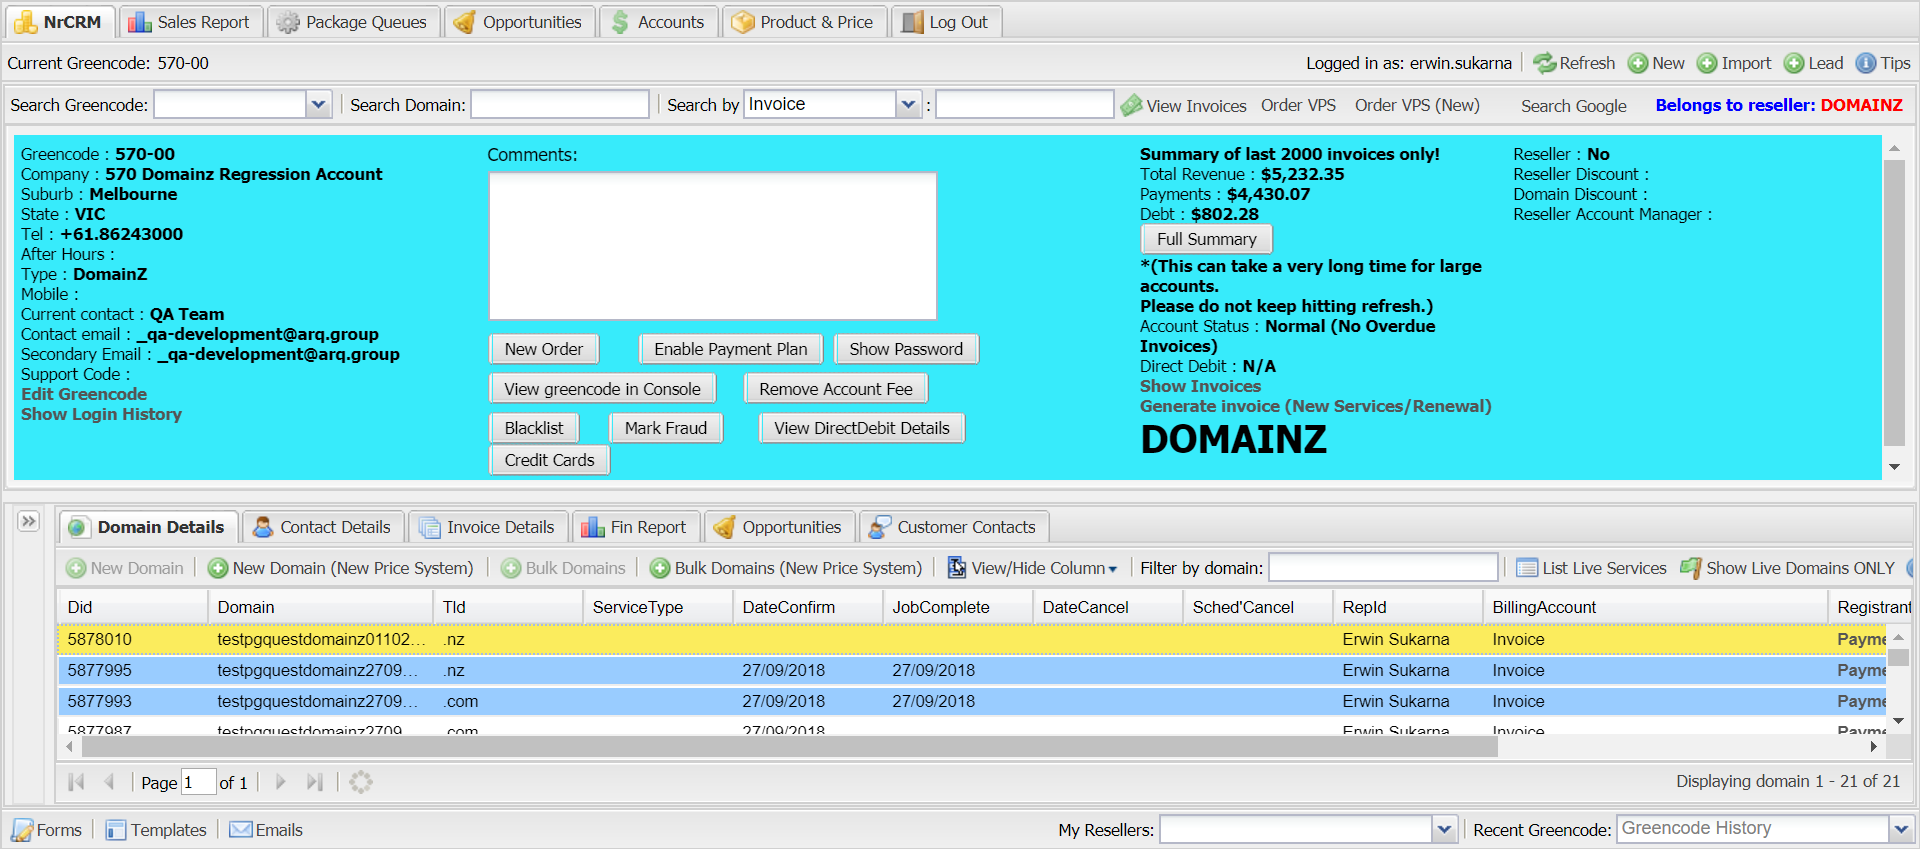 NrCRM Sales Report Package Queues Opportunities Accounts Product & Price Log Out
Current Greencode: 570-00 Logged in as: erwin.sukarna Refresh New Import Lead Tips
Search Greencode: Search Domain: Search by Invoice : View Invoices Order VPS Order VPS (New) Search Google Belongs to reseller: DOMAINZ
Greencode : 570-00
Company : 570 Domainz Regression Account
Suburb : Melbourne
State : VIC
Tel : +61.86243000
After Hours :
Type : DomainZ
Mobile :
Current contact : QA Team
Contact email : _qa-development@arq.group
Secondary Email : _qa-development@arq.group
Support Code :
Edit Greencode
Show Login History
Comments:
New Order Enable Payment Plan Show Password
View greencode in Console Remove Account Fee
Blacklist Mark Fraud View DirectDebit Details
Credit Cards
Summary of last 2000 invoices only!
Total Revenue : $5,232.35
Payments : $4,430.07
Debt : $802.28
Full Summary
*(This can take a very long time for large
accounts.
Please do not keep hitting refresh.)
Account Status : Normal (No Overdue
Invoices)
Direct Debit : N/A
Show Invoices
Generate invoice (New Services/Renewal)
DOMAINZ
Reseller : No
Reseller Discount :
Domain Discount :
Reseller Account Manager :
Domain Details Contact Details Invoice Details Fin Report Opportunities Customer Contacts
New Domain New Domain (New Price System) Bulk Domains Bulk Domains (New Price System) View/Hide Column Filter by domain: List Live Services Show Live Domains ONLY
Did Domain Tld ServiceType DateConfirm JobComplete DateCancel Sched'Cancel RepId BillingAccount Registrant
5878010 testpgquestdomainz01102... .nz Erwin Sukarna Invoice Payme
5877995 testpgquestdomainz2709... .nz 27/09/2018 27/09/2018 Erwin Sukarna Invoice Payme
5877993 testpgquestdomainz2709... .com 27/09/2018 27/09/2018 Erwin Sukarna Invoice Payme
5877987 testpgquestdomainz2709... .com 27/09/2018 Erwin Sukarna Invoice Payme
Page 1 of 1 Displaying domain 1 - 21 of 21
Forms Templates Emails My Resellers: Recent Greencode: Greencode History